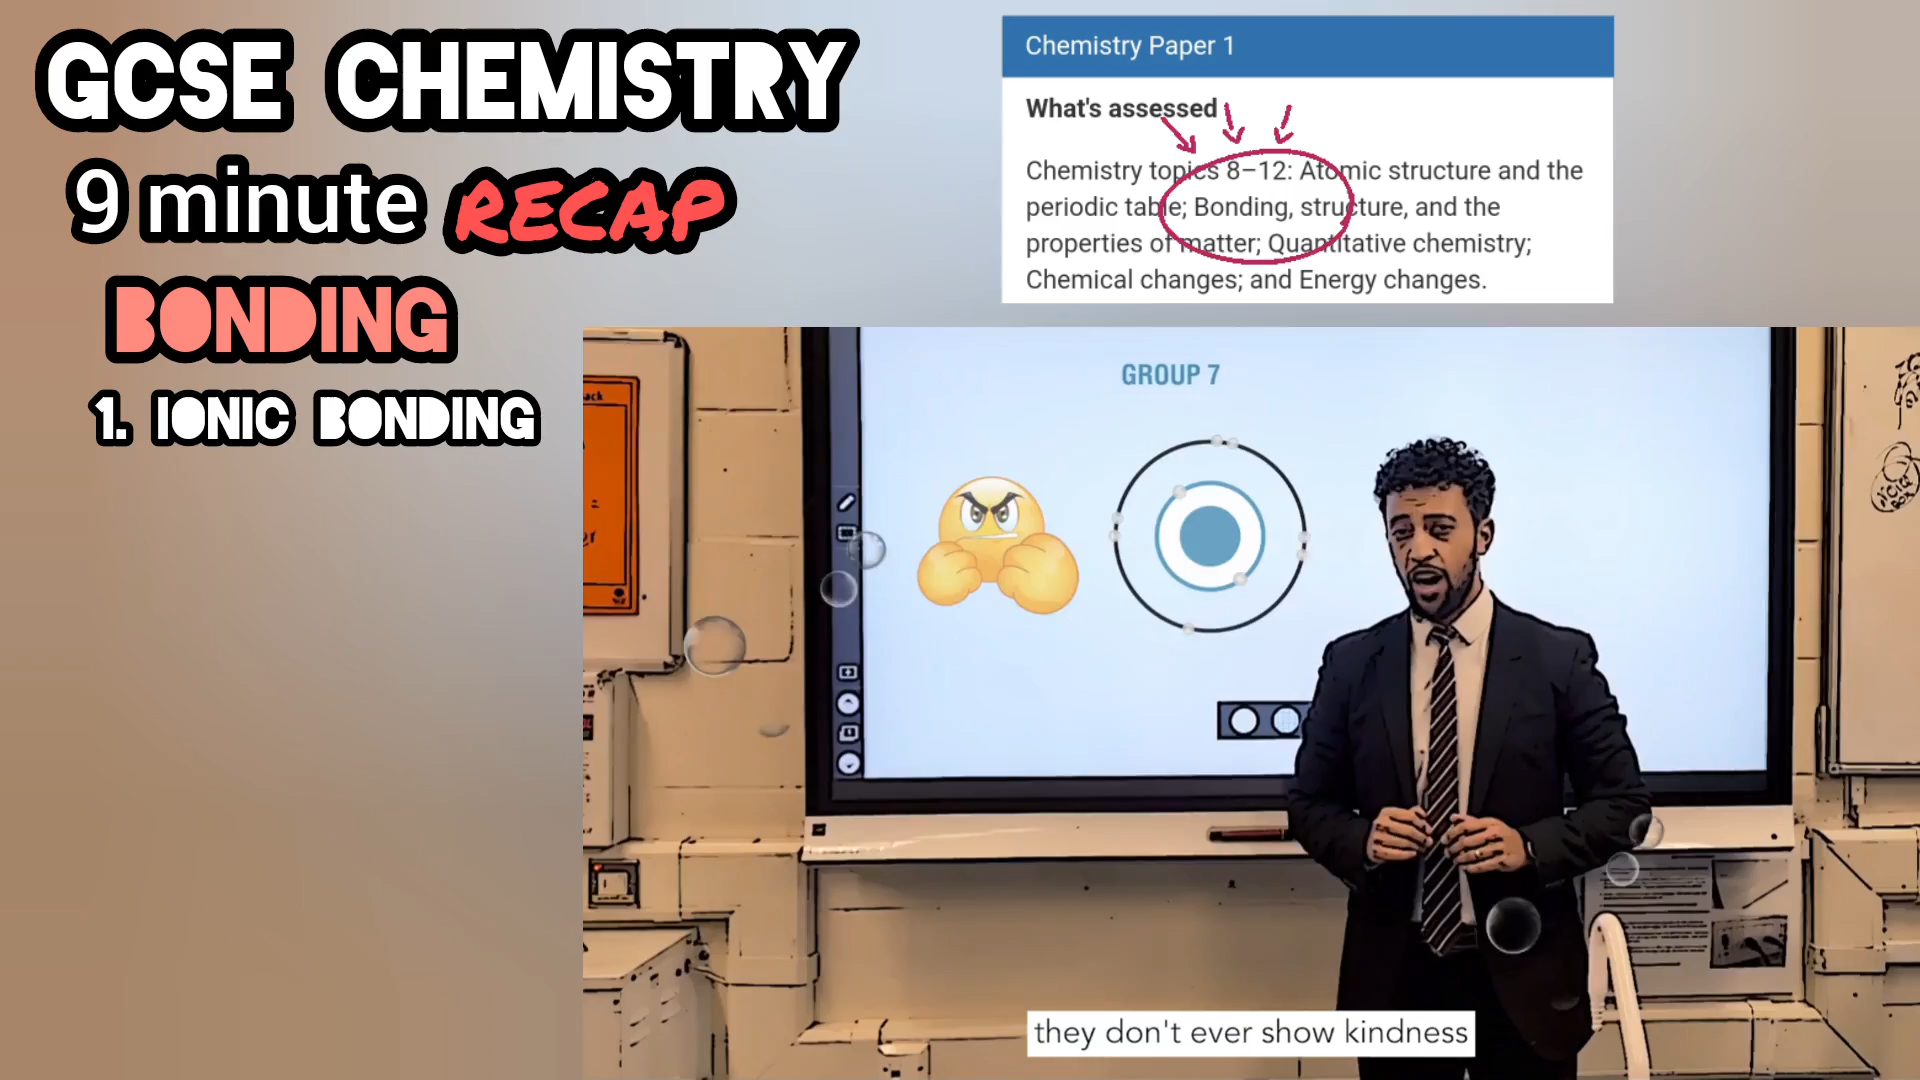 GCSE CHEMISTRY
9 minute RECAP
BONDING
1. IONIC BONDING
Chemistry Paper 1
What's assessed
Chemistry topics 8–12: Atomic structure and the
periodic table; Bonding, structure, and the
properties of matter; Quantitative chemistry;
Chemical changes; and Energy changes.
GROUP 7
they don't ever show kindness